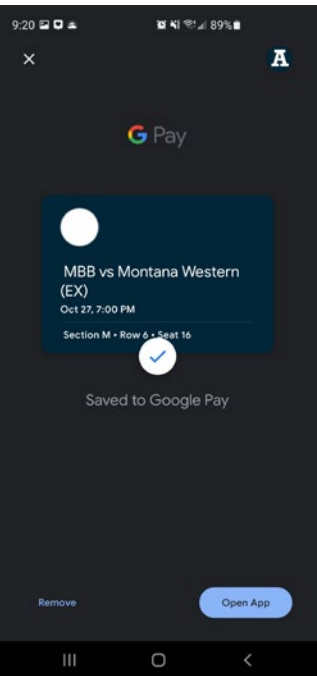 9:20 89%
A
G Pay
MBB vs Montana Western
(EX)
Oct 27, 7:00 PM
Section M • Row 6 • Seat 16
Saved to Google Pay
Remove Open App